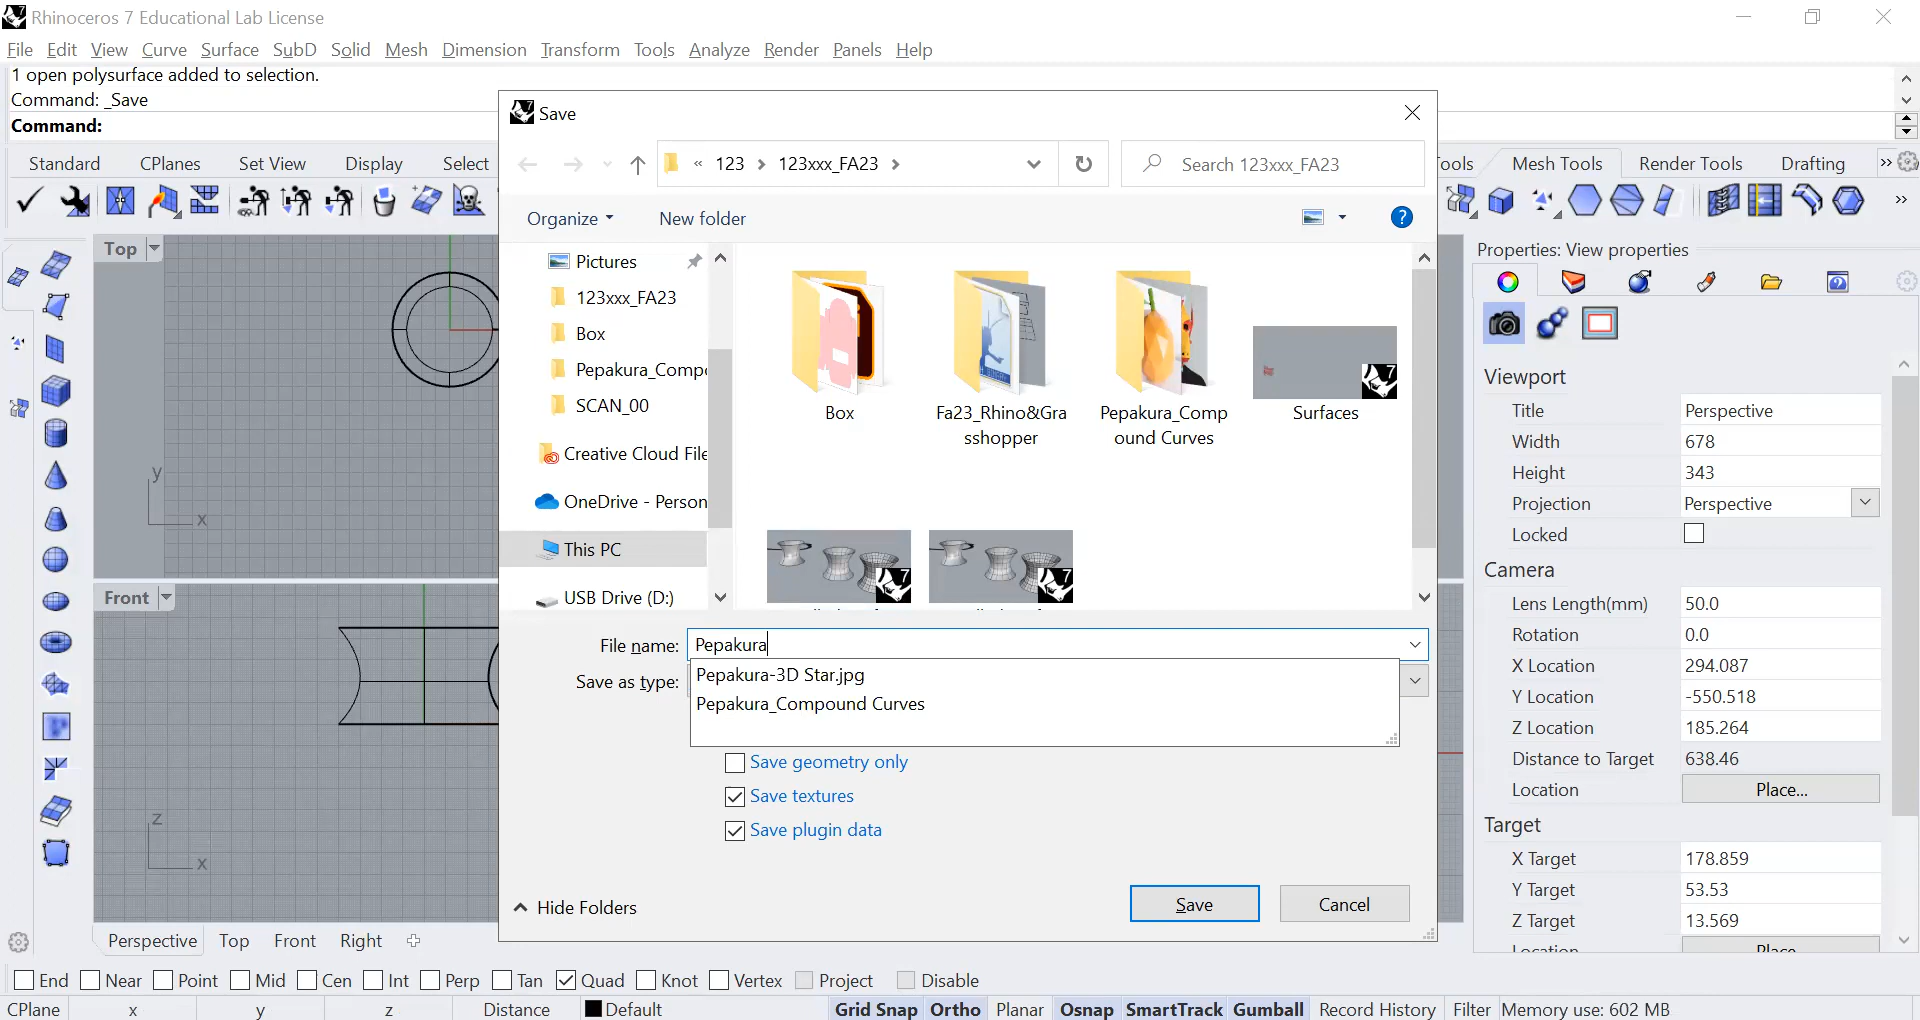 Rhinoceros 7 Educational Lab License
File Edit View Curve Surface SubD Solid Mesh Dimension Transform Tools Analyze Render Panels Help
1 open polysurface added to selection.
Command: _Save
Command:
Standard CPlanes Set View Display Select
Mesh Tools Render Tools Drafting »
»
Save
« 123 > 123xxx_FA23 >
Search 123xxx_FA23
Organize
New folder
?
Pictures
123xxx_FA23
Box
Pepakura_Comp
SCAN_00
Creative Cloud File
OneDrive - Person
This PC
USB Drive (D:)
Box
Fa23_Rhino&Gra
sshopper
Pepakura_Comp
ound Curves
Surfaces
7
7
7
File name: Pepakura
Save as type:
Pepakura-3D Star.jpg
Pepakura_Compound Curves
Save geometry only
Save textures
Save plugin data
Hide Folders
Save
Cancel
Top
y
x
Front
z
x
Perspective Top Front Right
Properties: View properties
Viewport
Title Perspective
Width 678
Height 343
Projection Perspective
Locked
Camera
Lens Length(mm) 50.0
Rotation 0.0
X Location 294.087
Y Location -550.518
Z Location 185.264
Distance to Target 638.46
Location Place...
Target
X Target 178.859
Y Target 53.53
Z Target 13.569
Location Place...
End Near Point Mid Cen Int Perp Tan Quad Knot Vertex Project Disable
CPlane x y z Distance Default Grid Snap Ortho Planar Osnap SmartTrack Gumball Record History Filter Memory use: 602 MB